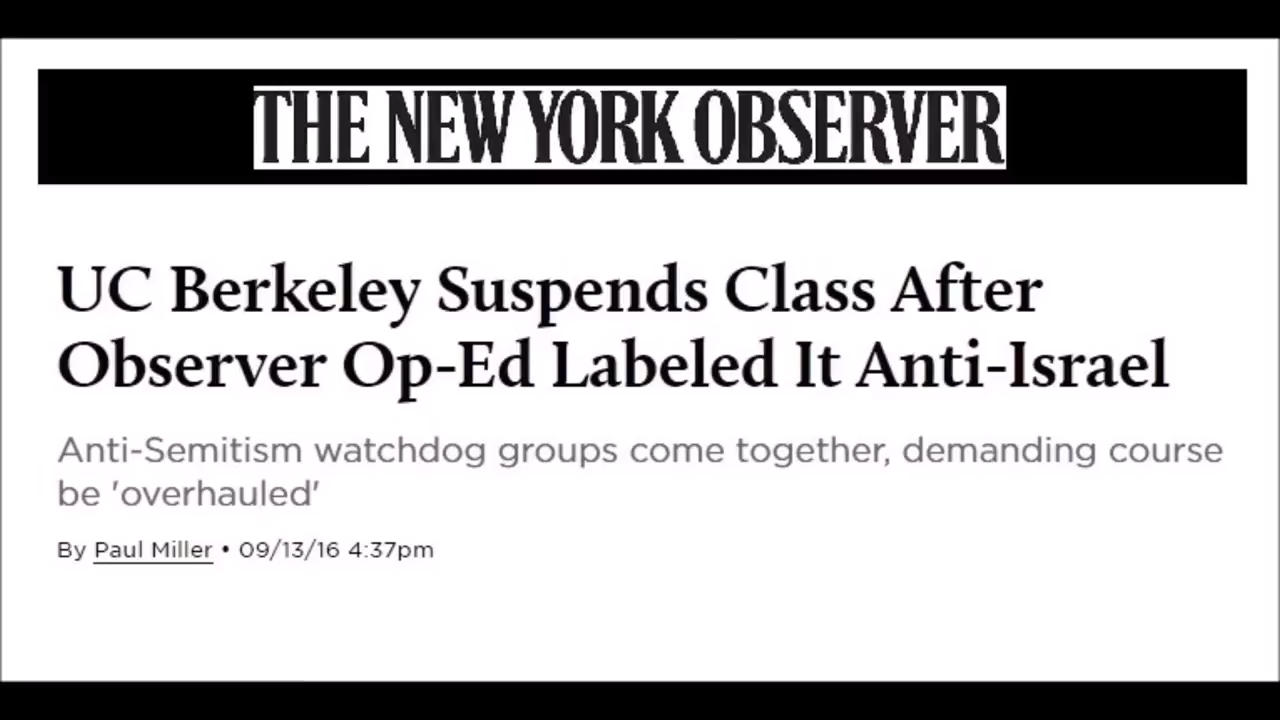 THE NEW YORK OBSERVER
UC Berkeley Suspends Class After
Observer Op-Ed Labeled It Anti-Israel
Anti-Semitism watchdog groups come together, demanding course
be 'overhauled'
By Paul Miller • 09/13/16 4:37pm